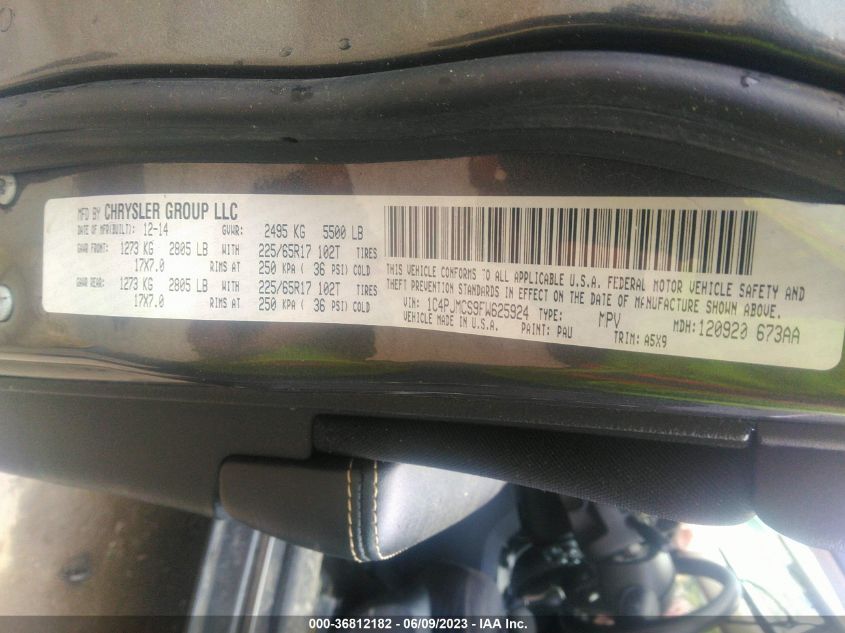 MFD BY CHRYSLER GROUP LLC
DATE OF MFR(BUILT): 12-14 GVWR: 2495 KG 5500 LB
GAWR FRONT: 1273 KG 2805 LB WITH 225/65R17 102T TIRES
17X7.0 RIMS AT 250 KPA ( 36 PSI) COLD
GAWR REAR: 1273 KG 2805 LB WITH 225/65R17 102T TIRES
17X7.0 RIMS AT 250 KPA ( 36 PSI) COLD
THIS VEHICLE CONFORMS TO ALL APPLICABLE U.S.A. FEDERAL MOTOR VEHICLE SAFETY AND
THEFT PREVENTION STANDARDS IN EFFECT ON THE DATE OF MANUFACTURE SHOWN ABOVE.
VIN: 1C4PJMCS9FW625924 TYPE: MPV MDH: 120920 673AA
VEHICLE MADE IN U.S.A. PAINT: PAU TRIM: A5X9
000-36812182 - 06/09/2023 - IAA Inc.